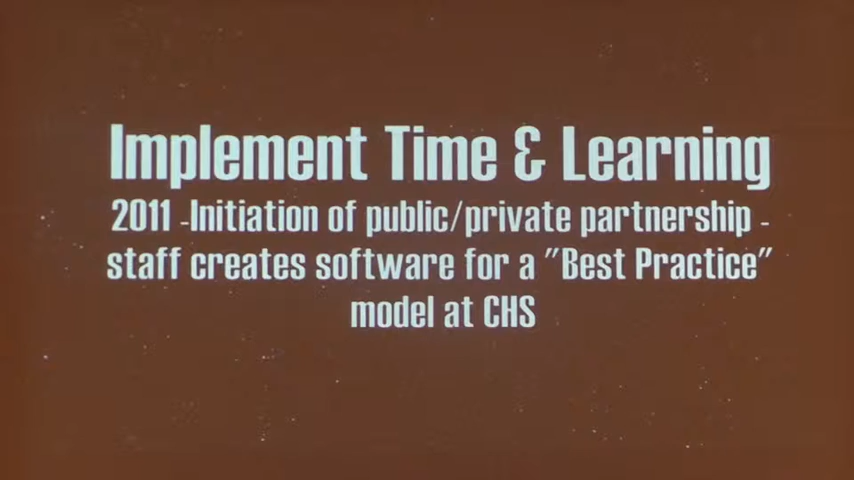 Implement Time & Learning
2011 -Initiation of public/private partnership -
staff creates software for a "Best Practice"
model at CHS